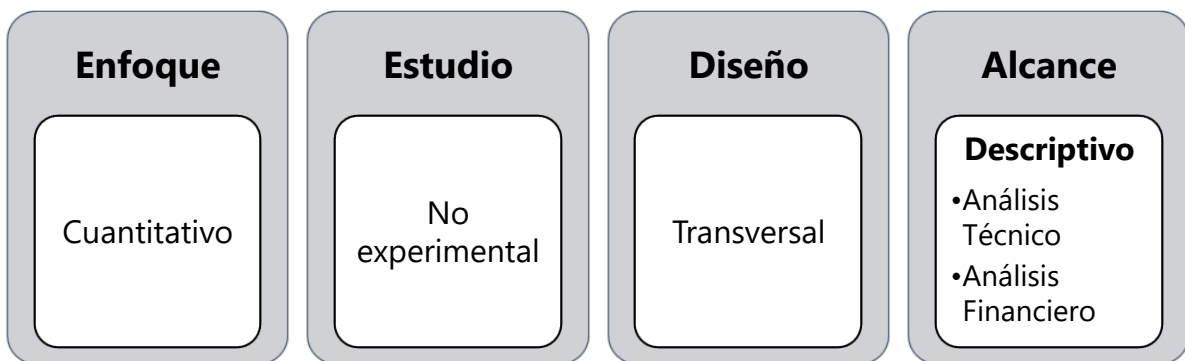 Enfoque
Cuantitativo
Estudio
No
experimental
Diseño
Transversal
Alcance
Descriptivo
•Análisis
Técnico
•Análisis
Financiero